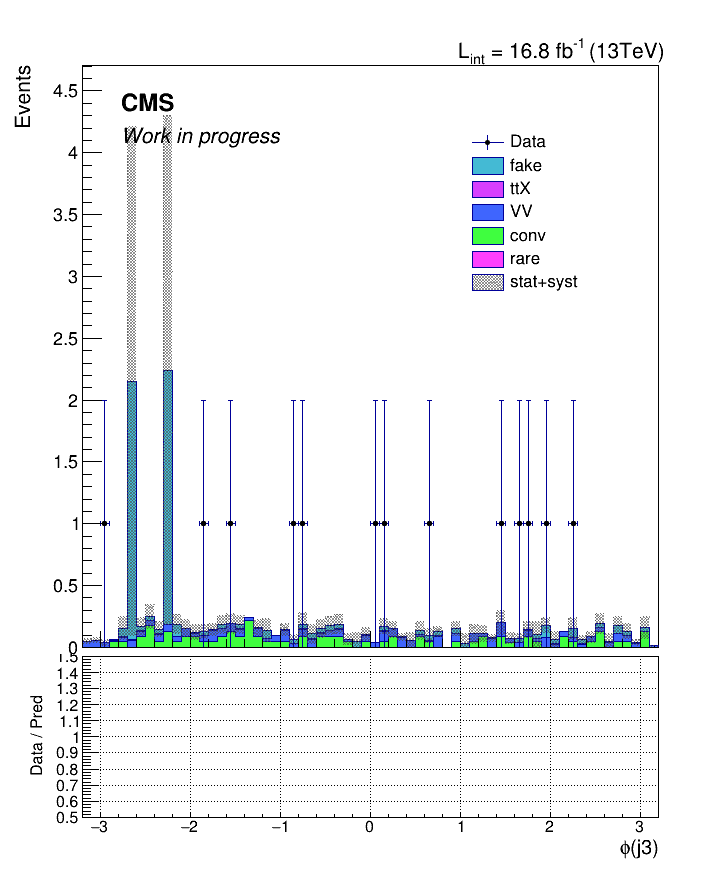 L_int = 16.8 fb^-1 (13TeV)
Events
CMS
Work in progress
Data
fake
ttX
VV
conv
rare
stat+syst
4.5
4
3.5
3
2.5
2
1.5
1
0.5
0
Data / Pred
1.5
1.4
1.3
1.2
1.1
1
0.9
0.8
0.7
0.6
0.5
−3 −2 −1 0 1 2 3
ϕ(j3)